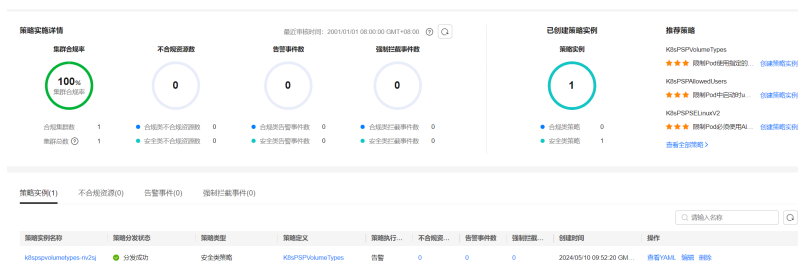 策略实施详情
最近审核时间：2001/01/01 08:00:00 GMT+08:00
集群合规率
不合规资源数
告警事件数
强制拦截事件数
100%
集群合规率
0
0
0
合规集群数 1
合规类不合规资源数 0
合规类告警事件数 0
合规类拦截事件数 0
集群总数 1
安全类不合规资源数 0
安全类告警事件数 0
安全类拦截事件数 0
已创建策略实例
策略实例
1
合规类策略 0
安全类策略 1
推荐策略
K8sPSPVolumeTypes
限制Pod使用指定的... 创建策略实例
K8sPSPAllowedUsers
限制Pod中启动时u... 创建策略实例
K8sPSPSELinuxV2
限制Pod必须使用Al... 创建策略实例
查看全部策略 >
策略实例(1) 不合规资源(0) 告警事件(0) 强制拦截事件(0)
请输入名称
策略实例名称 策略分发状态 策略类型 策略定义 策略执行... 不合规资... 告警事件数 强制拦截... 创建时间 操作
k8spspvolumetypes-nv2sj 分发成功 安全类策略 K8sPSPVolumeTypes 告警 0 0 0 2024/05/10 09:52:20 GM... 查看YAML 编辑 删除